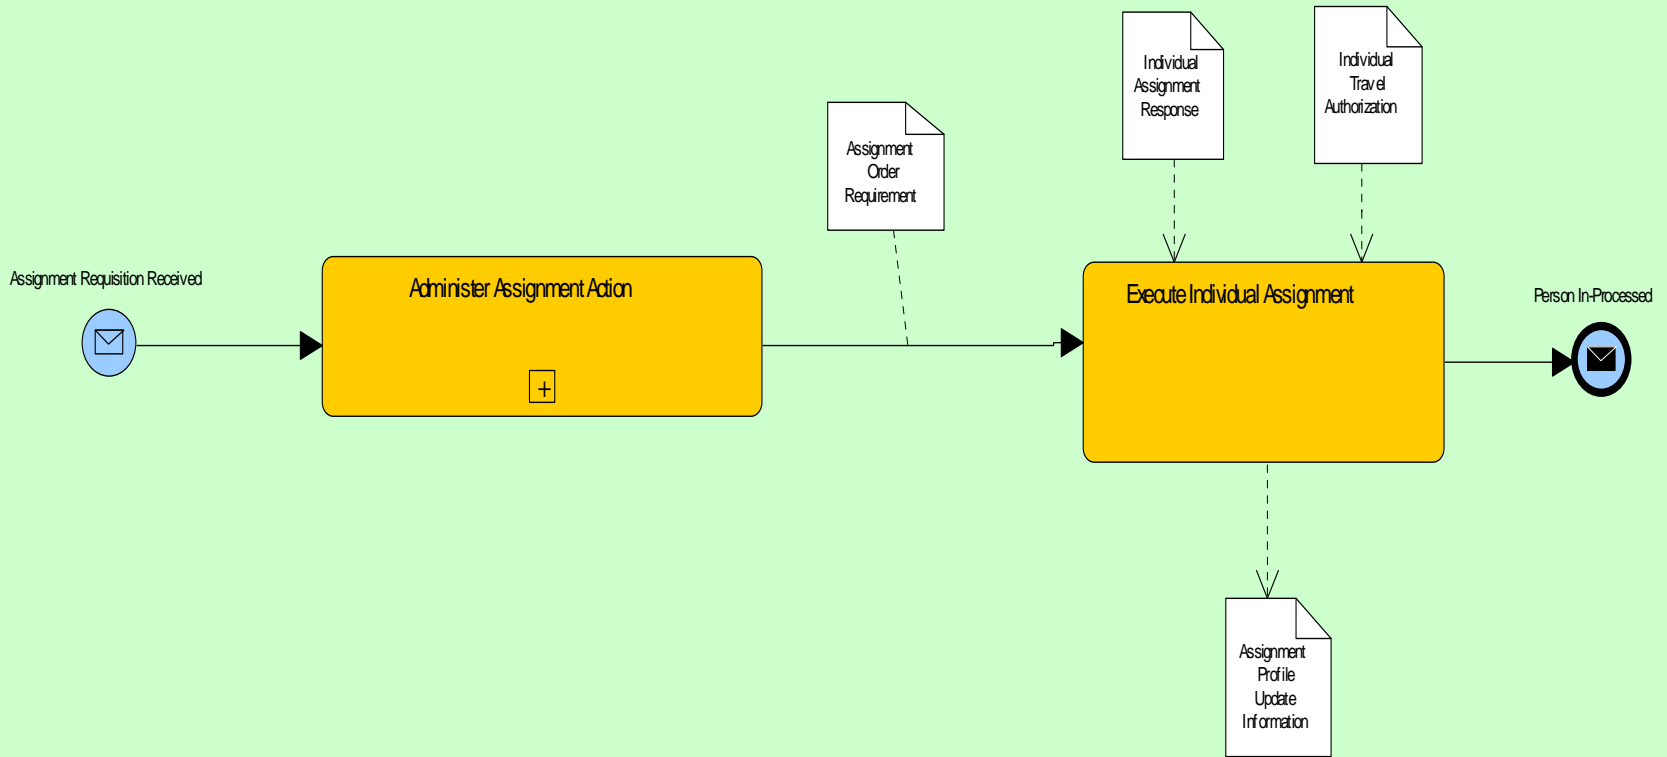 Individual
Assignment
Response
Individual
Travel
Authorization
Assignment
Order
Requirement
Assignment Requisition Received
Administer Assignment Action
+
Execute Individual Assignment
Person In-Processed
Assignment
Profile
Update
Information